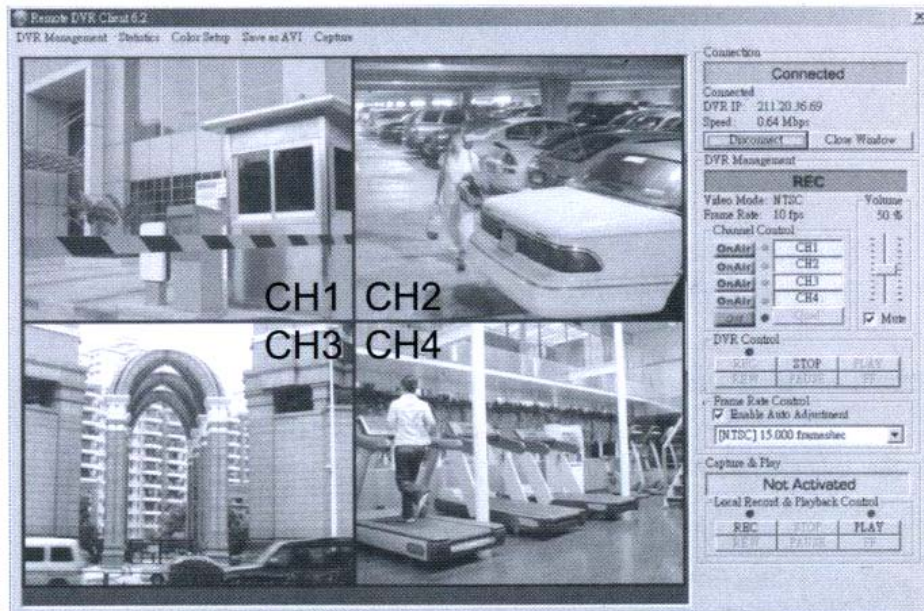 Remote DVR Client 6.2
DVR Management Statistics Color Setup Save as AVI Capture
CH1 CH2
CH3 CH4
Connection
Connected
Connected
DVR IP: 211.20.36.69
Speed: 0.64 Mbps
Disconnect Close Window
DVR Management
REC
Video Mode: NTSC
Frame Rate: 10 fps
Volume
50 %
Channel Control
OnAir CH1
OnAir CH2
OnAir CH3
OnAir CH4
Off Quad
Mute
DVR Control
REC STOP PLAY
REW PAUSE FF
Frame Rate Control
Enable Auto Adjustment
[NTSC] 15.000 frames/sec
Capture & Play
Not Activated
Local Record & Playback Control
REC STOP PLAY
REW PAUSE FF